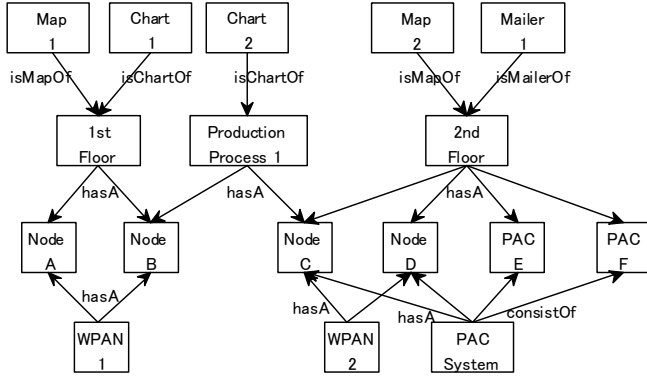 Map
1
Chart
1
Chart
2
Map
2
Mailer
1
isMapOf
isChartOf
isChartOf
isMapOf
isMailerOf
1st
Floor
Production
Process 1
2nd
Floor
hasA
hasA
hasA
Node
A
Node
B
Node
C
Node
D
PAC
E
PAC
F
hasA
hasA
hasA
consistOf
WPAN
1
WPAN
2
PAC
System